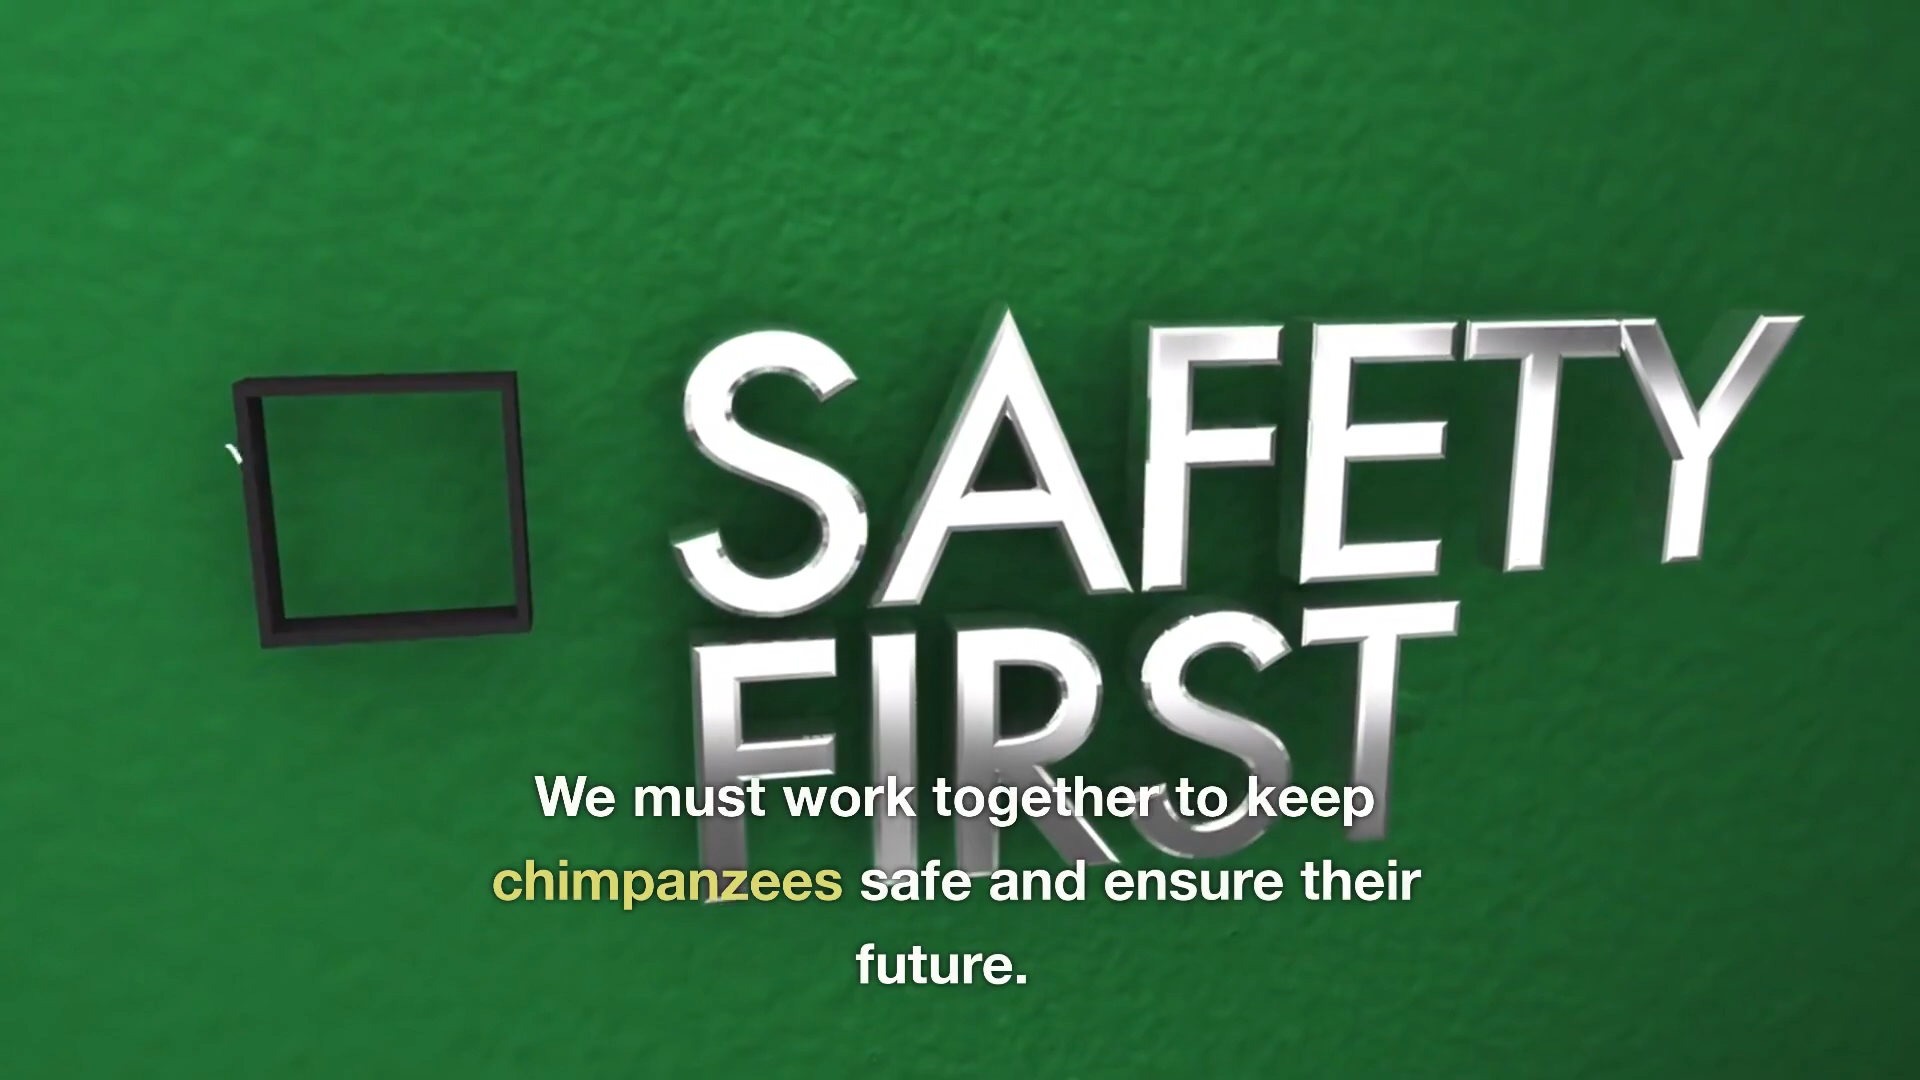 SAFETY
FIRST
We must work together to keep
chimpanzees safe and ensure their
future.